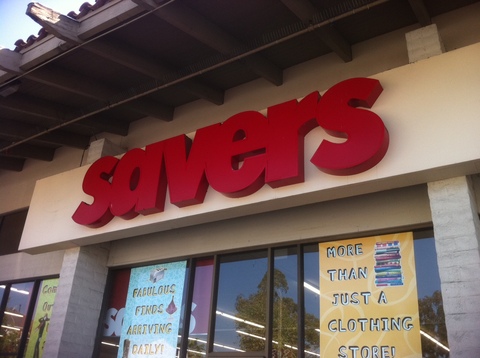 savers
FABULOUS
FINDS
ARRIVING
DAILY!
MORE
THAN
JUST A
CLOTHING
STORE!